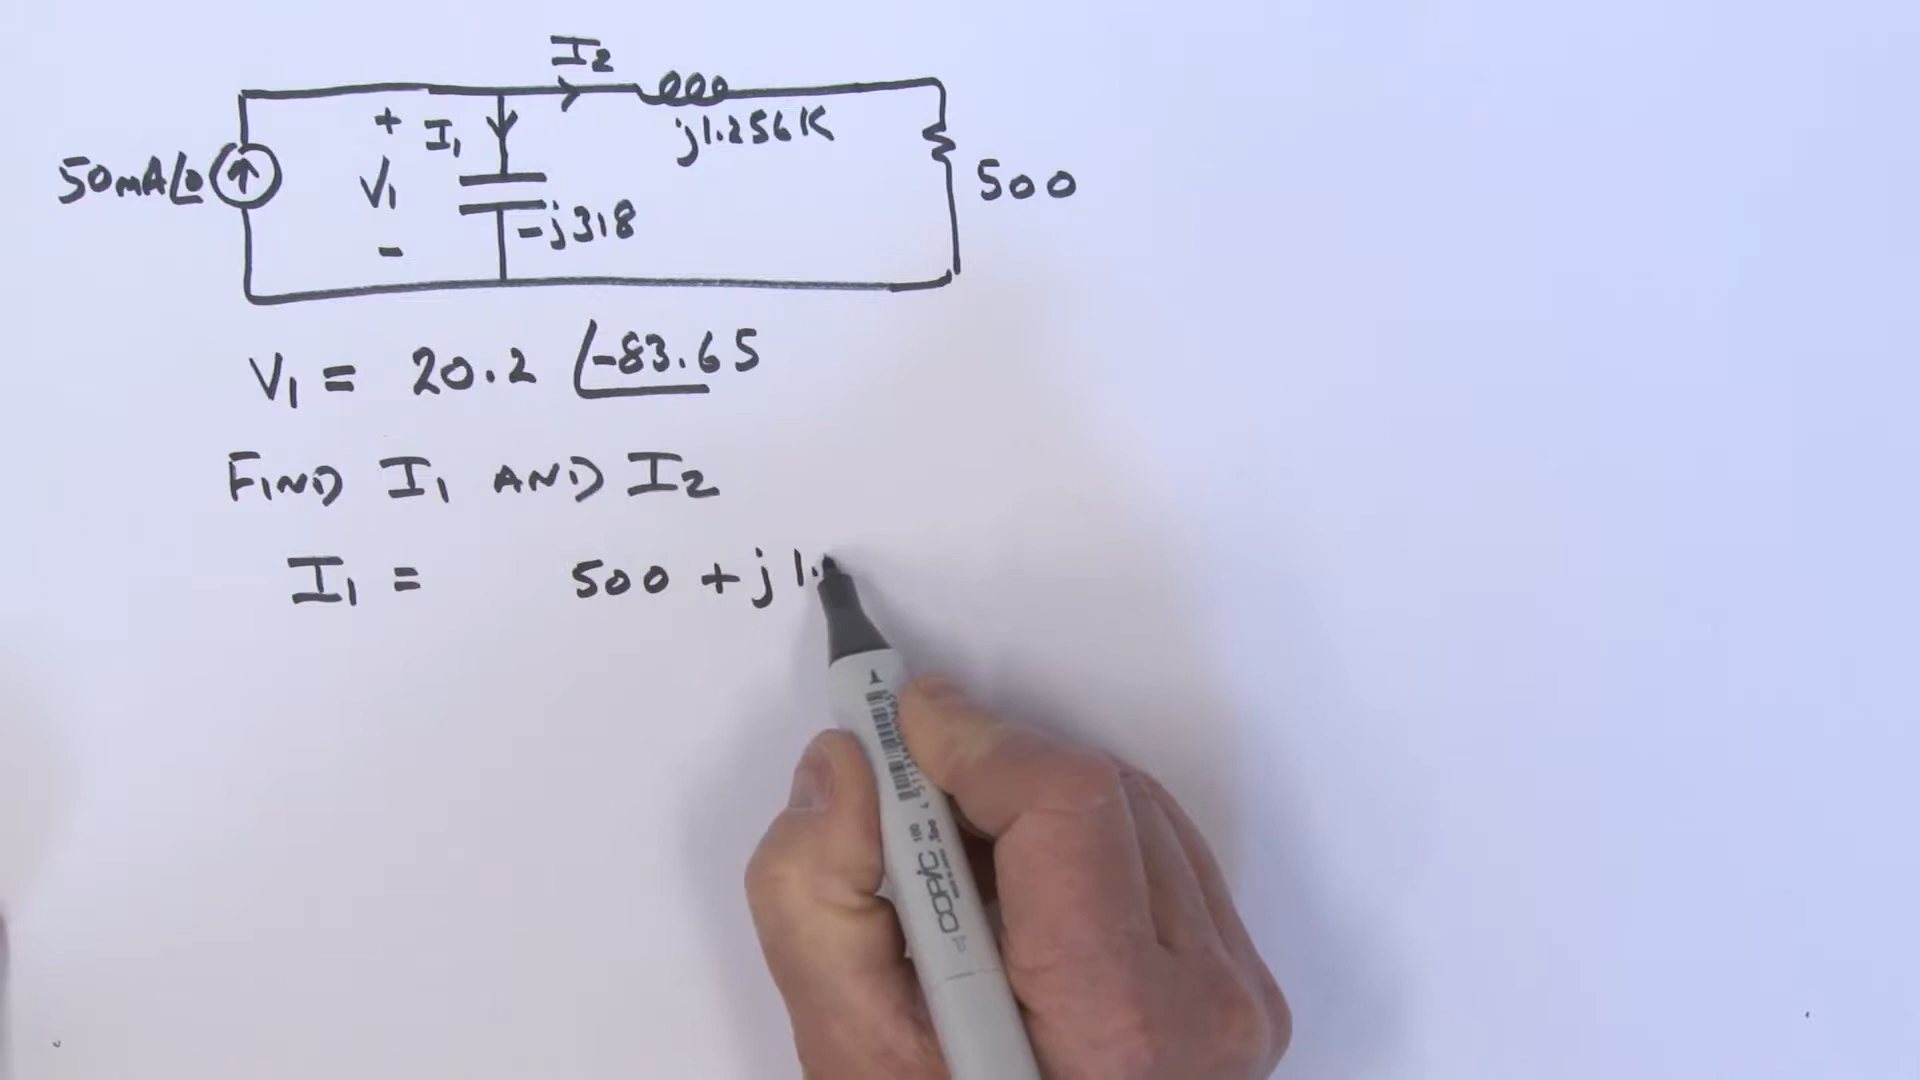 I2
+ I1
j1.256K
50mA∠0
V1
500
-j318
-
V1 = 20.2 ∠-83.65
FIND I1 AND I2
I1 = 500 + j1.
100
COPIC